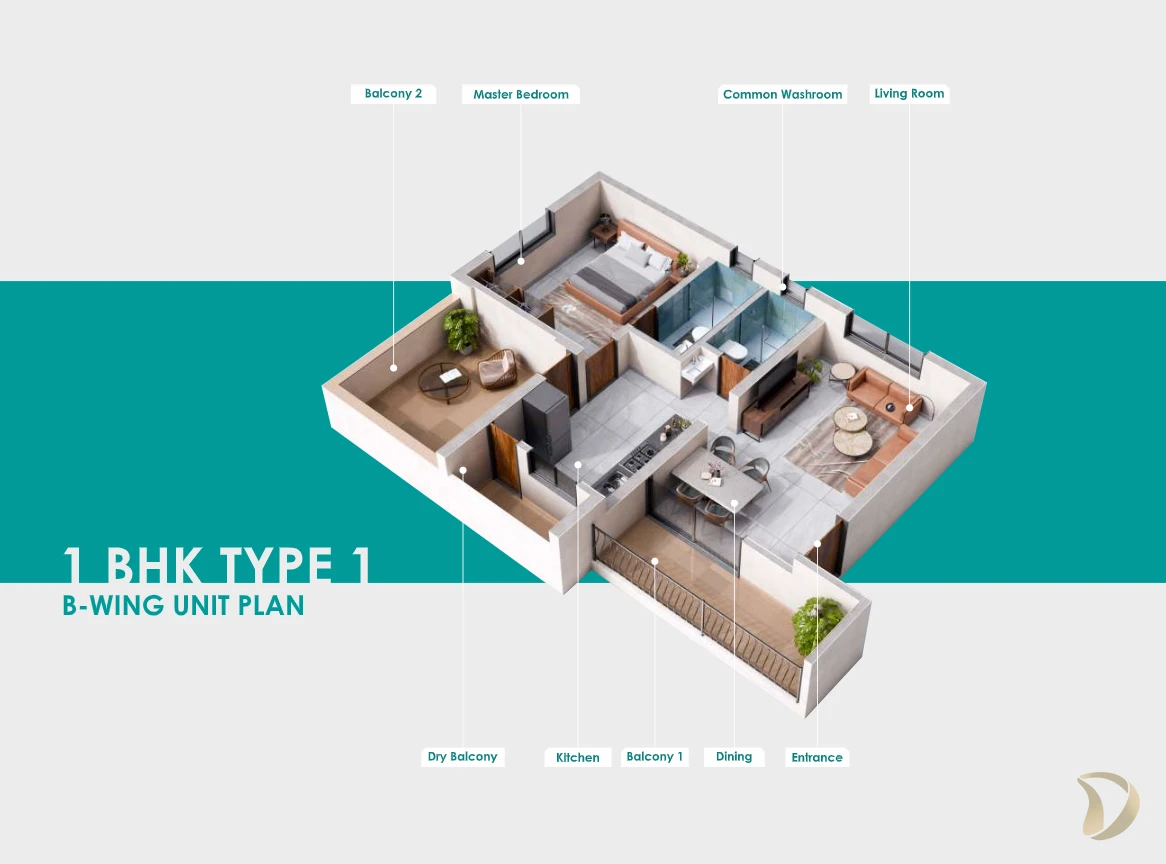 Balcony 2
Master Bedroom
Common Washroom
Living Room
1 BHK TYPE 1
B-WING UNIT PLAN
Dry Balcony
Kitchen
Balcony 1
Dining
Entrance